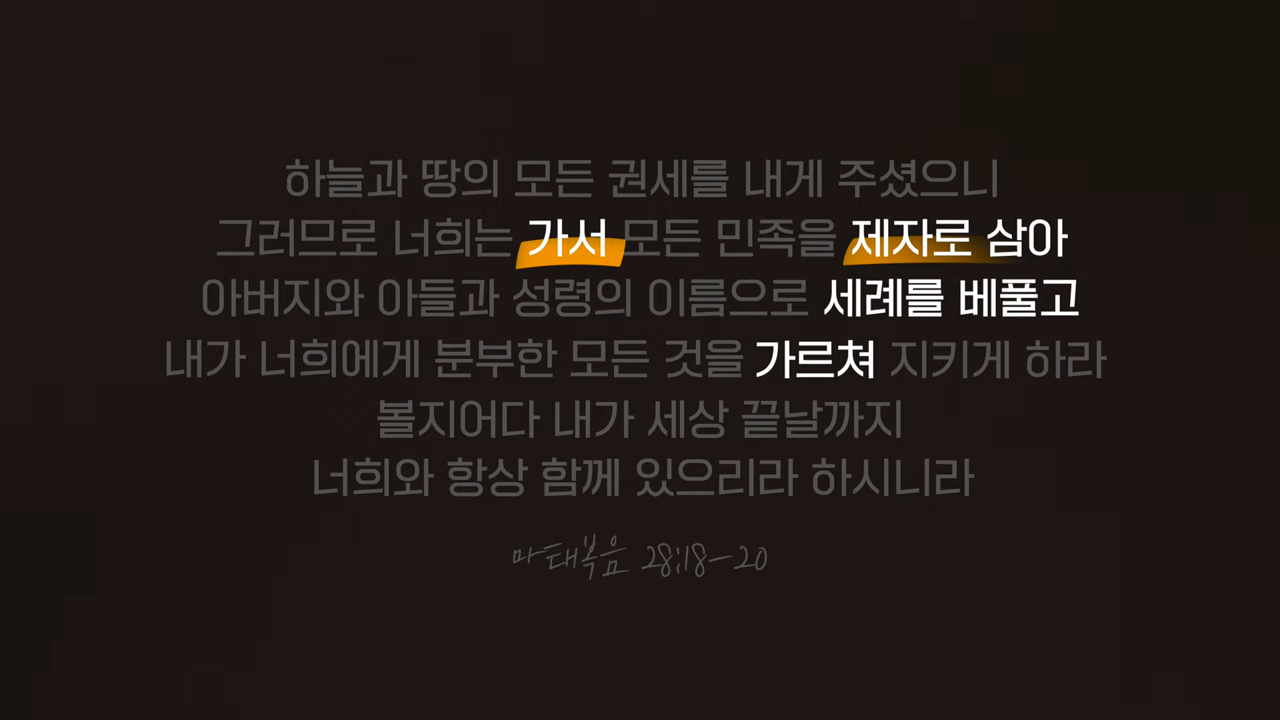 하늘과 땅의 모든 권세를 내게 주셨으니
그러므로 너희는 가서 모든 민족을 제자로 삼아
아버지와 아들과 성령의 이름으로 세례를 베풀고
내가 너희에게 분부한 모든 것을 가르쳐 지키게 하라
볼지어다 내가 세상 끝날까지
너희와 항상 함께 있으리라 하시니라
마태복음 28:18-20